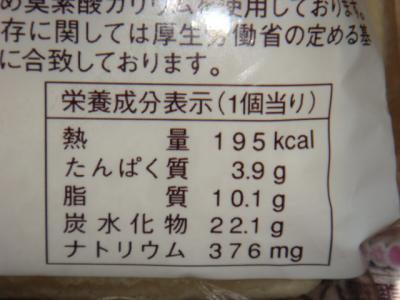 め臭素酸カリウムを使用しております。
存に関しては厚生労働省の定める基
に合致しております。
栄養成分表示(1個当り)
熱 量 195kcal
たんぱく質 3.9g
脂 質 10.1g
炭水化物 22.1g
ナトリウム 376mg